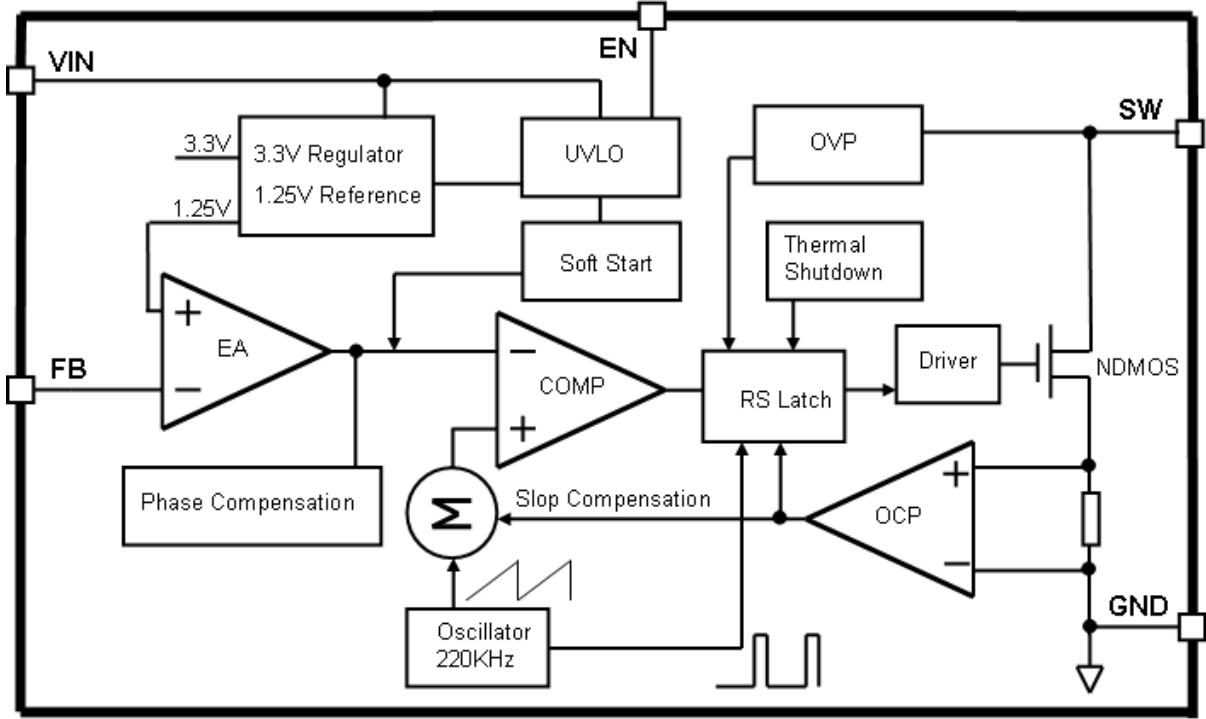 EN
VIN
SW
3.3V
3.3V Regulator
1.25V Reference
UVLO
OVP
1.25V
Soft Start
Thermal
Shutdown
+
EA
−
FB
−
COMP
+
RS Latch
Driver
NDMOS
Phase Compensation
Σ
Slop Compensation
+
OCP
−
GND
Oscillator
220KHz